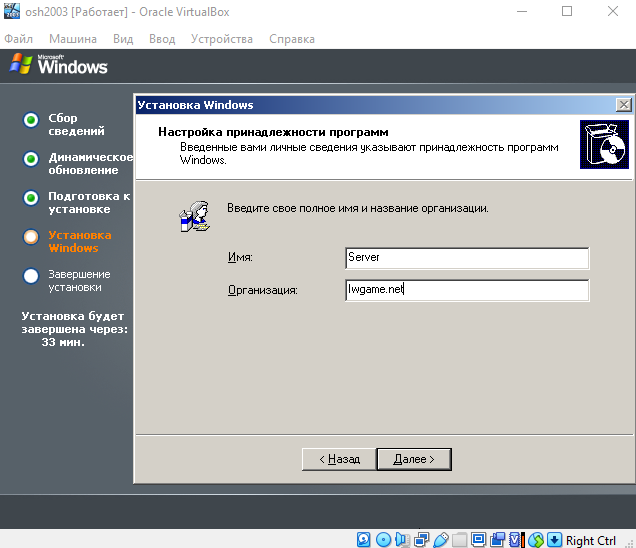 osh2003 [Работает] - Oracle VirtualBox
Файл Машина Вид Ввод Устройства Справка
Microsoft
Windows
Сбор
сведений
Динамическое
обновление
Подготовка к
установке
Установка
Windows
Завершение
установки
Установка будет
завершена через:
33 мин.
Установка Windows
Настройка принадлежности программ
Введенные вами личные сведения указывают принадлежность программ
Windows.
Введите свое полное имя и название организации.
Имя: Server
Организация: lwgame.net
< Назад Далее >
Right Ctrl